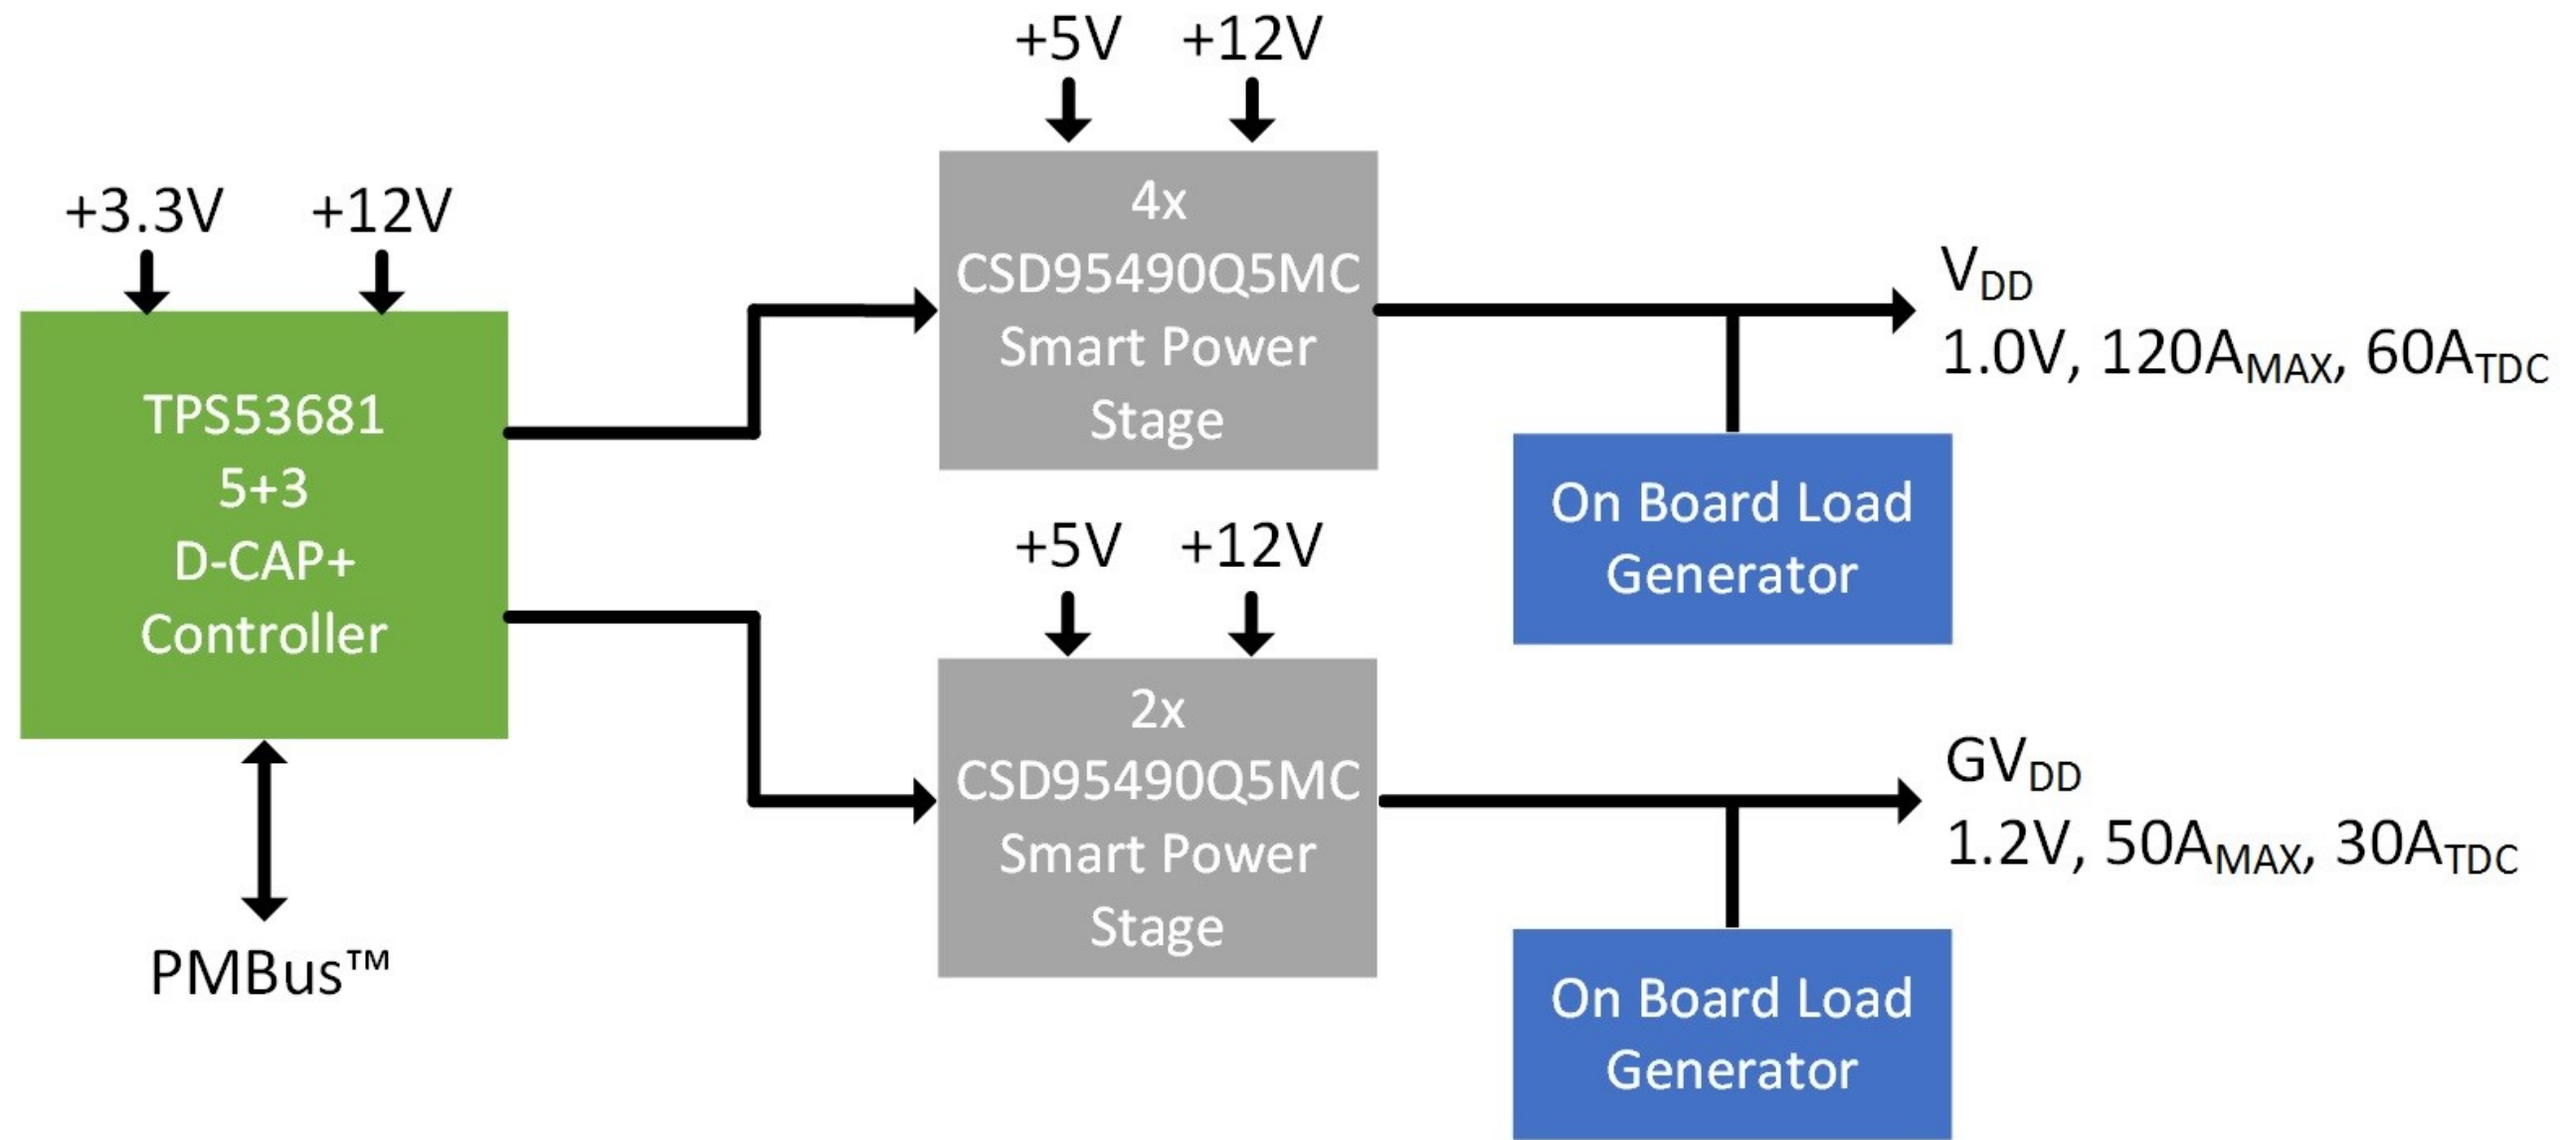 +3.3V +12V
TPS53681
5+3
D-CAP+
Controller
PMBus™
+5V +12V
4x
CSD95490Q5MC
Smart Power
Stage
VDD
1.0V, 120AMAX, 60ATDC
On Board Load
Generator
+5V +12V
2x
CSD95490Q5MC
Smart Power
Stage
GVDD
1.2V, 50AMAX, 30ATDC
On Board Load
Generator